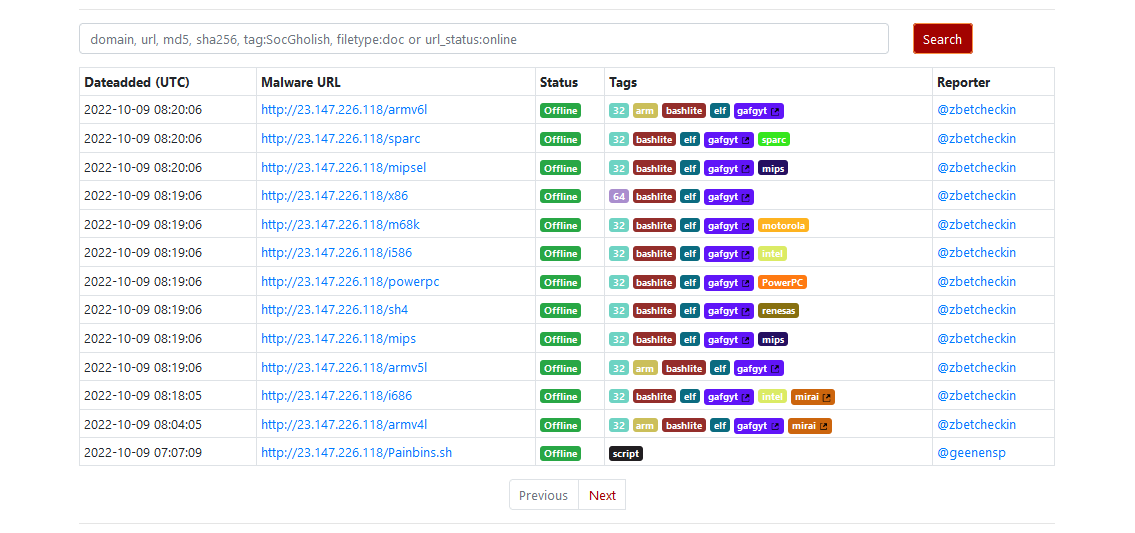 domain, url, md5, sha256, tag:SocGholish, filetype:doc or url_status:online Search
Dateadded (UTC) Malware URL Status Tags Reporter
2022-10-09 08:20:06 http://23.147.226.118/armv6l Offline 32 arm bashlite elf gafgyt @zbetcheckin
2022-10-09 08:20:06 http://23.147.226.118/sparc Offline 32 bashlite elf gafgyt sparc @zbetcheckin
2022-10-09 08:20:06 http://23.147.226.118/mipsel Offline 32 bashlite elf gafgyt mips @zbetcheckin
2022-10-09 08:19:06 http://23.147.226.118/x86 Offline 64 bashlite elf gafgyt @zbetcheckin
2022-10-09 08:19:06 http://23.147.226.118/m68k Offline 32 bashlite elf gafgyt motorola @zbetcheckin
2022-10-09 08:19:06 http://23.147.226.118/i586 Offline 32 bashlite elf gafgyt intel @zbetcheckin
2022-10-09 08:19:06 http://23.147.226.118/powerpc Offline 32 bashlite elf gafgyt PowerPC @zbetcheckin
2022-10-09 08:19:06 http://23.147.226.118/sh4 Offline 32 bashlite elf gafgyt renesas @zbetcheckin
2022-10-09 08:19:06 http://23.147.226.118/mips Offline 32 bashlite elf gafgyt mips @zbetcheckin
2022-10-09 08:19:06 http://23.147.226.118/armv5l Offline 32 arm bashlite elf gafgyt @zbetcheckin
2022-10-09 08:18:05 http://23.147.226.118/i686 Offline 32 bashlite elf gafgyt intel mirai @zbetcheckin
2022-10-09 08:04:05 http://23.147.226.118/armv4l Offline 32 arm bashlite elf gafgyt mirai @zbetcheckin
2022-10-09 07:07:09 http://23.147.226.118/Painbins.sh Offline script @geenensp
Previous Next